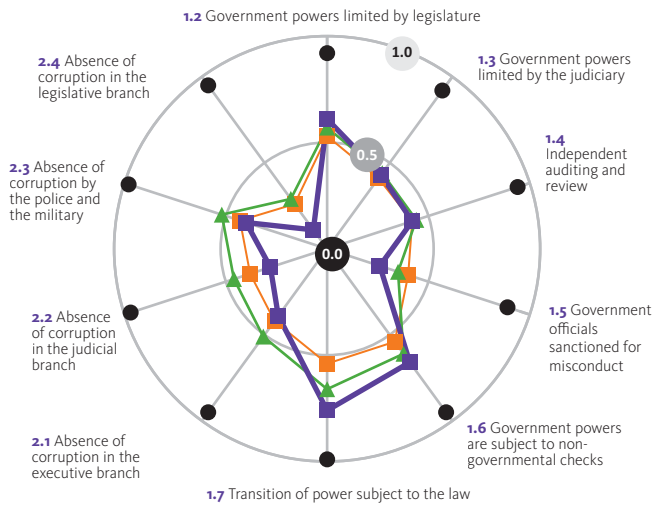 1.2 Government powers limited by legislature
1.0
1.3 Government powers
limited by the judiciary
2.4 Absence of
corruption in the
legislative branch
0.5
1.4
Independent
auditing and
review
2.3 Absence of
corruption by
the police and
the military
0.0
1.5 Government
officials
sanctioned for
misconduct
2.2 Absence
of corruption
in the judicial
branch
1.6 Government powers
are subject to non-
governmental checks
2.1 Absence of
corruption in the
executive branch
1.7 Transition of power subject to the law